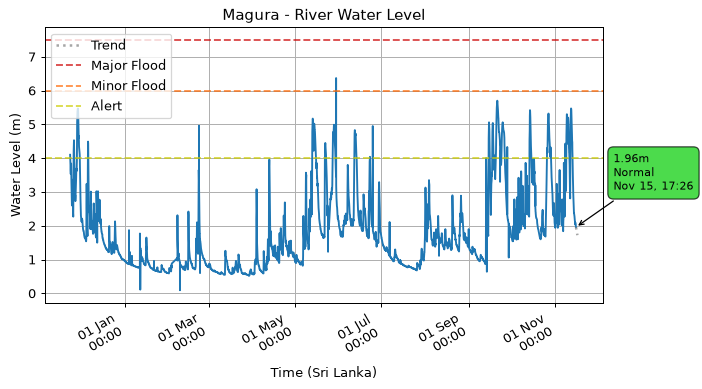 Magura - River Water Level
Trend
Major Flood
Minor Flood
Alert
Water Level (m)
7
6
5
4
3
2
1
0
1.96m
Normal
Nov 15, 17:26
01 Jan
00:00
01 Mar
00:00
01 May
00:00
01 Jul
00:00
01 Sep
00:00
01 Nov
00:00
Time (Sri Lanka)